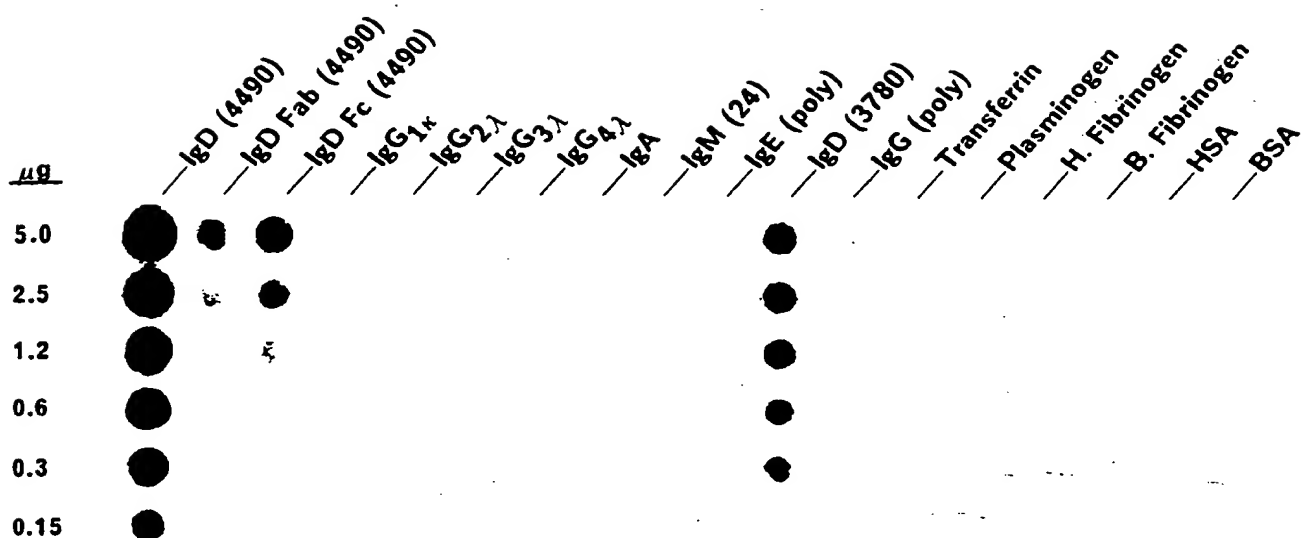 IgD (4490)
IgD Fab (4490)
IgD Fc (4490)
IgG1κ
IgG2λ
IgG3λ
IgG4λ
IgA
IgM (24)
IgE (poly)
IgD (3780)
IgG (poly)
Transferrin
Plasminogen
H. Fibrinogen
B. Fibrinogen
HSA
BSA
μg
5.0
2.5
1.2
0.6
0.3
0.15